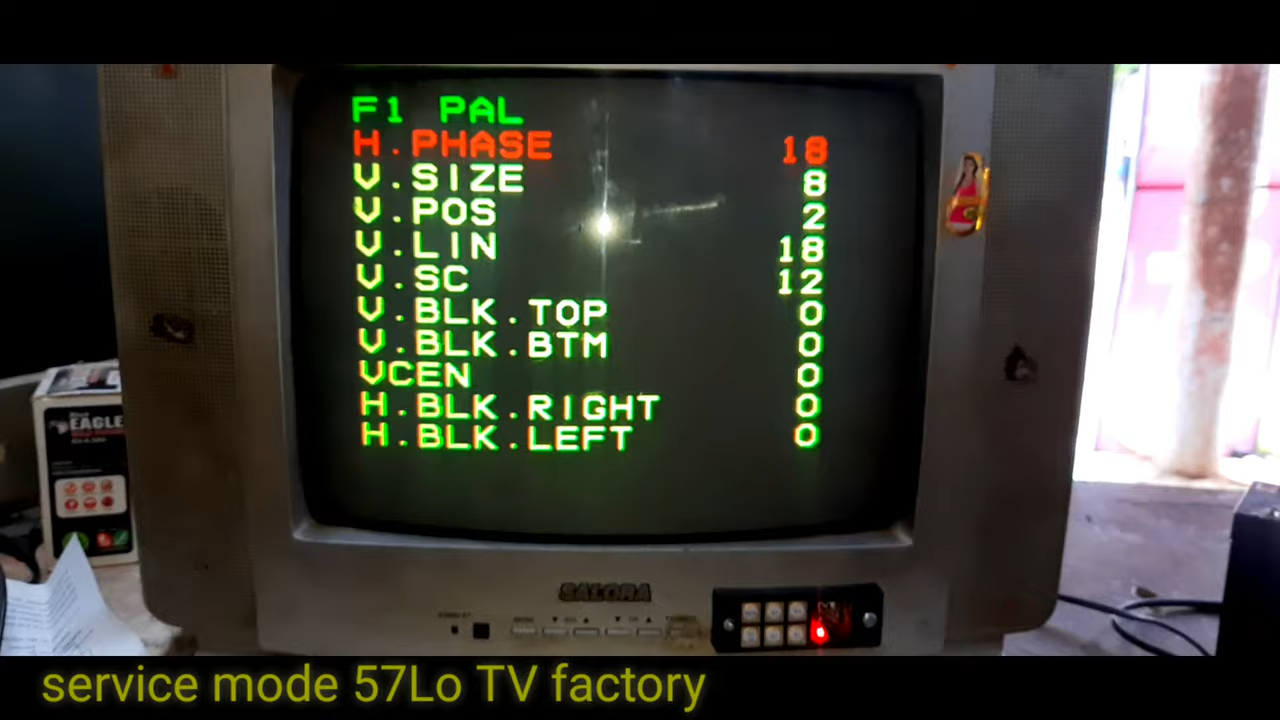 F1 PAL
H.PHASE 18
V.SIZE 8
V.POS 2
V.LIN 18
V.SC 12
V.BLK.TOP 0
V.BLK.BTM 0
VCEN 0
H.BLK.RIGHT 0
H.BLK.LEFT 0
EAGLE
SALORA
MENU
service mode 57Lo TV factory